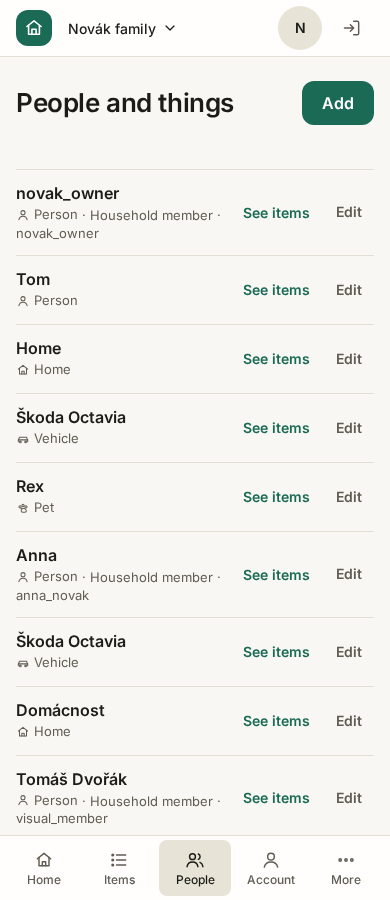 Novák family
N
People and things
Add
novak_owner
Person · Household member ·
novak_owner
See items
Edit
Tom
Person
See items
Edit
Home
Home
See items
Edit
Škoda Octavia
Vehicle
See items
Edit
Rex
Pet
See items
Edit
Anna
Person · Household member ·
anna_novak
See items
Edit
Škoda Octavia
Vehicle
See items
Edit
Domácnost
Home
See items
Edit
Tomáš Dvořák
Person · Household member ·
visual_member
See items
Edit
Home
Items
People
Account
More